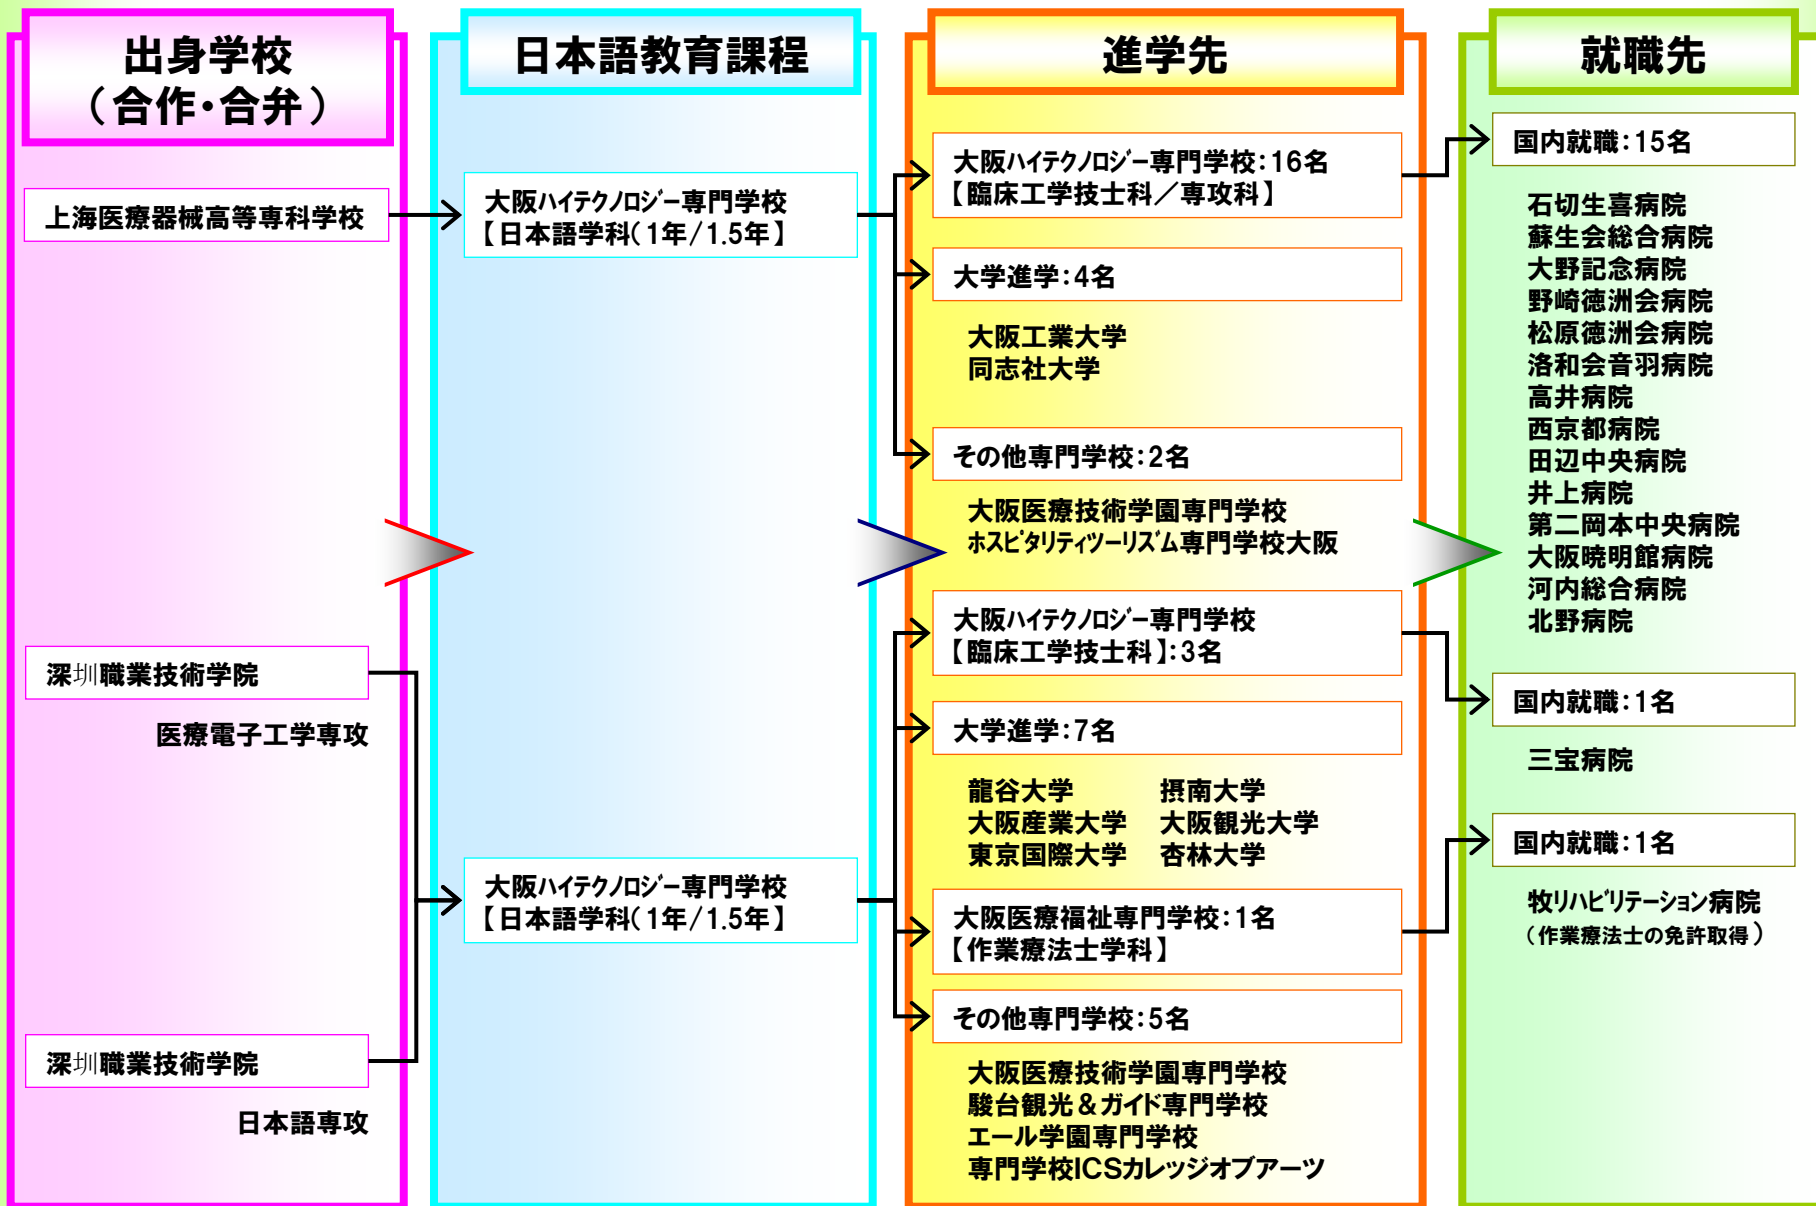 出身学校
（合作・合弁）
上海医療器械高等専科学校
深圳職業技術学院
医療電子工学専攻
深圳職業技術学院
日本語専攻
日本語教育課程
大阪ハイテクノロジー専門学校
【日本語学科（1年/1.5年】
大阪ハイテクノロジー専門学校
【日本語学科（1年/1.5年】
進学先
大阪ハイテクノロジー専門学校：16名
【臨床工学技士科／専攻科】
大学進学：4名
大阪工業大学
同志社大学
その他専門学校：2名
大阪医療技術学園専門学校
ホスピタリティツーリズム専門学校大阪
大阪ハイテクノロジー専門学校
【臨床工学技士科】：3名
大学進学：7名
龍谷大学　摂南大学
大阪産業大学　大阪観光大学
東京国際大学　杏林大学
大阪医療福祉専門学校：1名
【作業療法士学科】
その他専門学校：5名
大阪医療技術学園専門学校
駿台観光＆ガイド専門学校
エール学園専門学校
専門学校ICSカレッジオブアーツ
就職先
国内就職：15名
石切生喜病院
蘇生会総合病院
大野記念病院
野崎徳洲会病院
松原徳洲会病院
洛和会音羽病院
高井病院
西京都病院
田辺中央病院
井上病院
第二岡本中央病院
大阪暁明館病院
河内総合病院
北野病院
国内就職：1名
三宝病院
国内就職：1名
牧リハビリテーション病院
（作業療法士の免許取得）